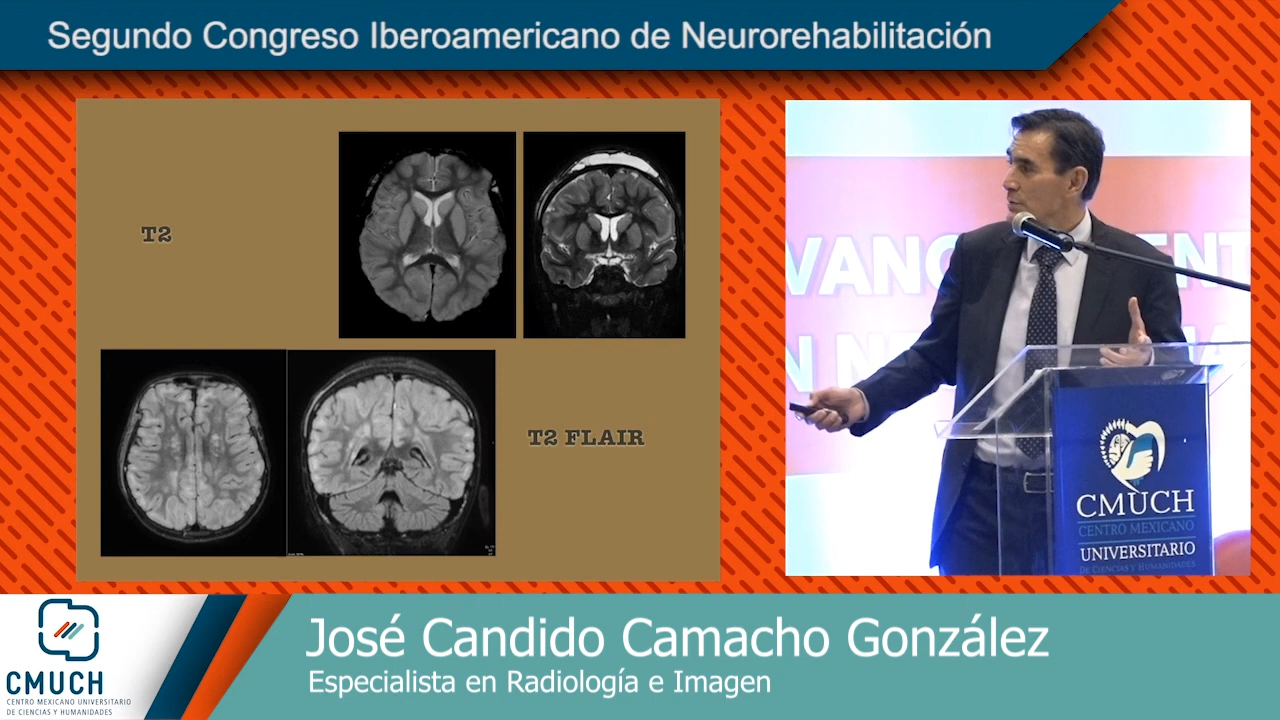 Segundo Congreso Iberoamericano de Neurorehabilitación
T2
T2 FLAIR
CMUCH
CENTRO MEXICANO
UNIVERSITARIO
DE CIENCIAS Y HUMANIDADES
José Candido Camacho González
Especialista en Radiología e Imagen
CMUCH
CENTRO MEXICANO UNIVERSITARIO
DE CIENCIAS Y HUMANIDADES